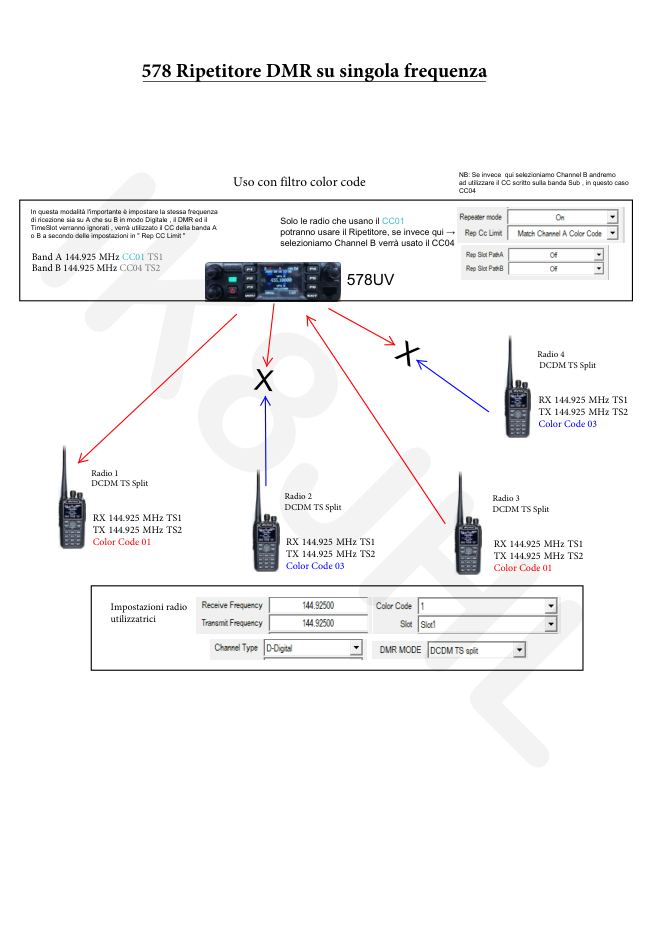 578 Ripetitore DMR su singola frequenza
Uso con filtro color code
NB: Se invece qui selezioniamo Channel B andremo
ad utilizzare il CC scritto sulla banda Sub , in questo caso
CC04
In questa modalità l'importante è impostare la stessa frequenza
di ricezione sia su A che su B in modo Digitale , il DMR ed il
TimeSlot verranno ignorati , verrà utilizzato il CC della banda A
o B a secondo delle impostazioni in " Rep CC Limit "
Band A 144.925 MHz CC01 TS1
Band B 144.925 MHz CC04 TS2
Solo le radio che usano il CC01
potranno usare il Ripetitore, se invece qui →
selezioniamo Channel B verrà usato il CC04
Repeater mode On
Rep Cc Limit Match Channel A Color Code
Rep Slot PathA Off
Rep Slot PathB Off
578UV
X
X
Radio 4
DCDM TS Split
RX 144.925 MHz TS1
TX 144.925 MHz TS2
Color Code 03
Radio 1
DCDM TS Split
RX 144.925 MHz TS1
TX 144.925 MHz TS2
Color Code 01
Radio 2
DCDM TS Split
RX 144.925 MHz TS1
TX 144.925 MHz TS2
Color Code 03
Radio 3
DCDM TS Split
RX 144.925 MHz TS1
TX 144.925 MHz TS2
Color Code 01
Impostazioni radio
utilizzatrici
Receive Frequency 144.92500
Transmit Frequency 144.92500
Channel Type D-Digital
Color Code 1
Slot Slot1
DMR MODE DCDM TS split
IK8JHL